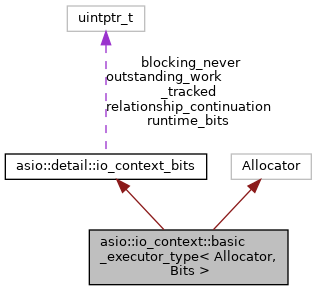 uintptr_t
blocking_never
outstanding_work
_tracked
relationship_continuation
runtime_bits
asio::detail::io_context_bits
Allocator
asio::io_context::basic
_executor_type< Allocator,
Bits >